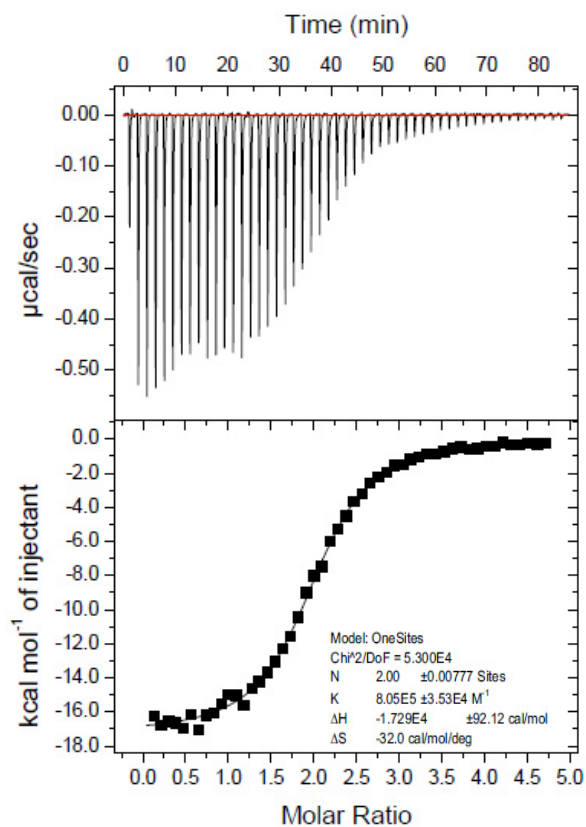 Time (min)
0 10 20 30 40 50 60 70 80
0.00
-0.10
-0.20
-0.30
-0.40
-0.50
µcal/sec
0.0
-2.0
-4.0
-6.0
-8.0
-10.0
-12.0
-14.0
-16.0
-18.0
kcal mol⁻¹ of injectant
Model: OneSites
Chi^2/DoF = 5.300E4
N 2.00 ±0.00777 Sites
K 8.05E5 ±3.53E4 M⁻¹
ΔH -1.729E4 ±92.12 cal/mol
ΔS -32.0 cal/mol/deg
0.0 0.5 1.0 1.5 2.0 2.5 3.0 3.5 4.0 4.5 5.0
Molar Ratio